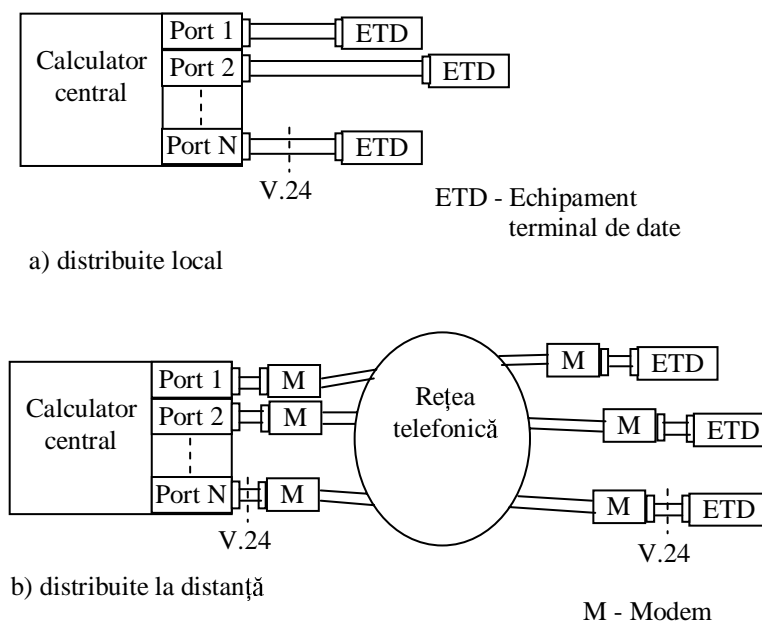 Calculator
central
Port 1
Port 2
Port N
ETD
ETD
ETD
V.24
ETD - Echipament
terminal de date
a) distribuite local
Calculator
central
Port 1
Port 2
Port N
M
M
M
V.24
Rețea
telefonică
M
ETD
M
ETD
M
ETD
V.24
b) distribuite la distanță
M - Modem